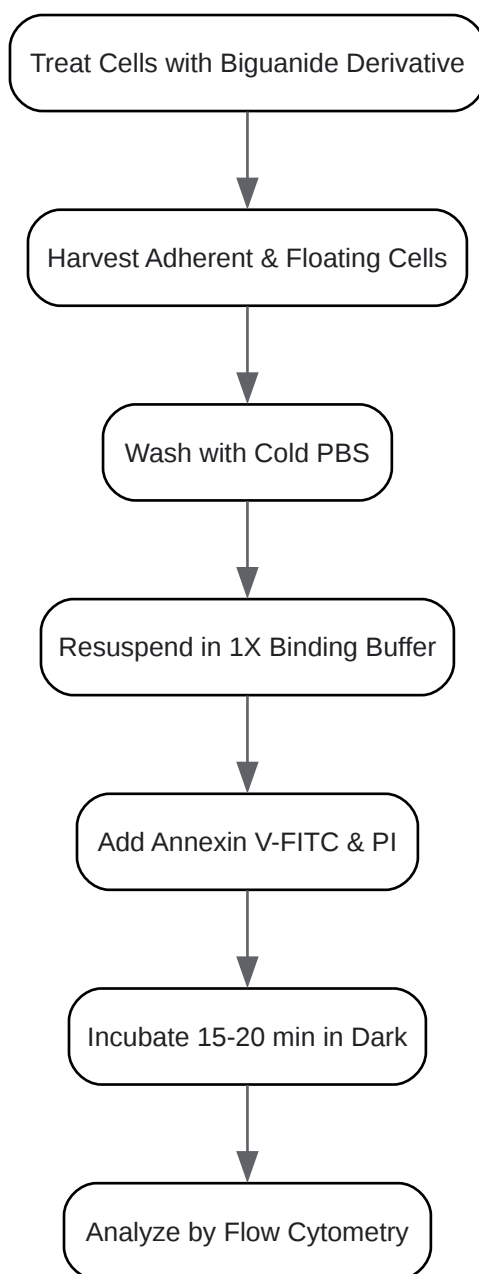 Treat Cells with Biguanide Derivative
Harvest Adherent & Floating Cells
Wash with Cold PBS
Resuspend in 1X Binding Buffer
Add Annexin V-FITC & PI
Incubate 15-20 min in Dark
Analyze by Flow Cytometry